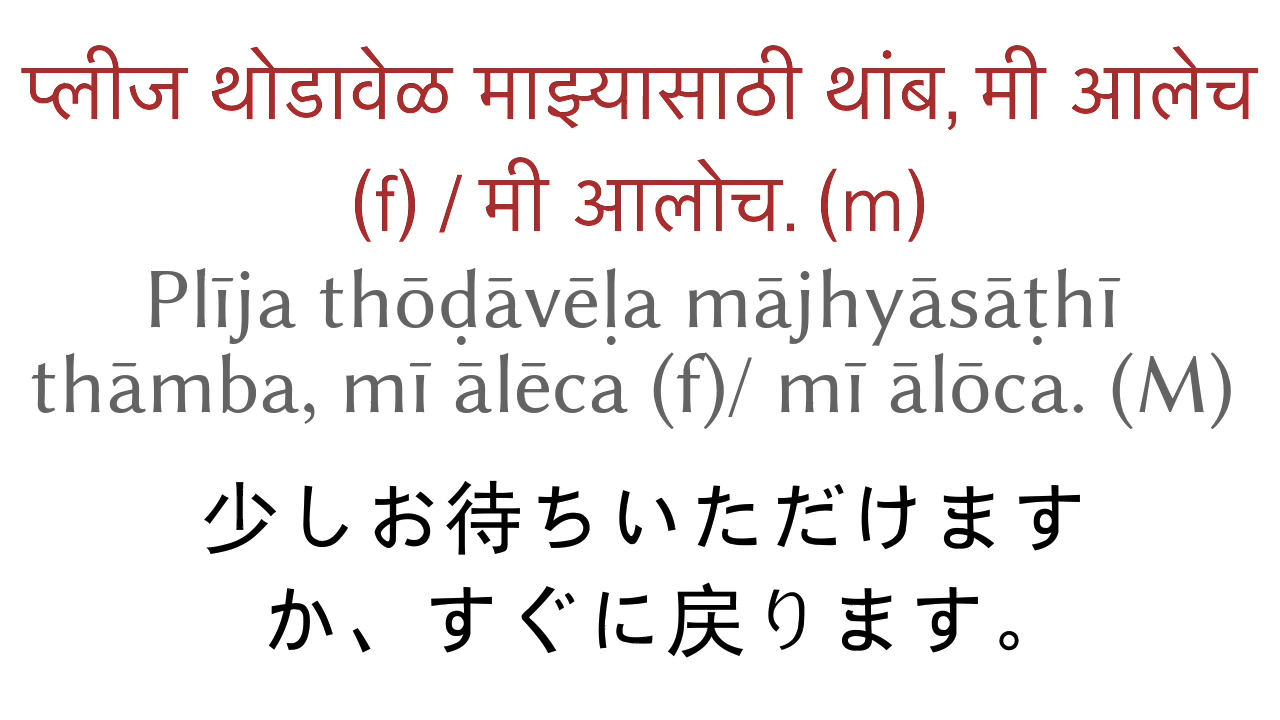 प्लीज थोडावेळ माझ्यासाठी थांब, मी आलेच
(f) / मी आलोच. (m)
Plīja thōḍāvēḷa mājhyāsāṭhī
thāmba, mī ālēca (f)/ mī ālōca. (M)
少しお待ちいただけます
か、すぐに戻ります。